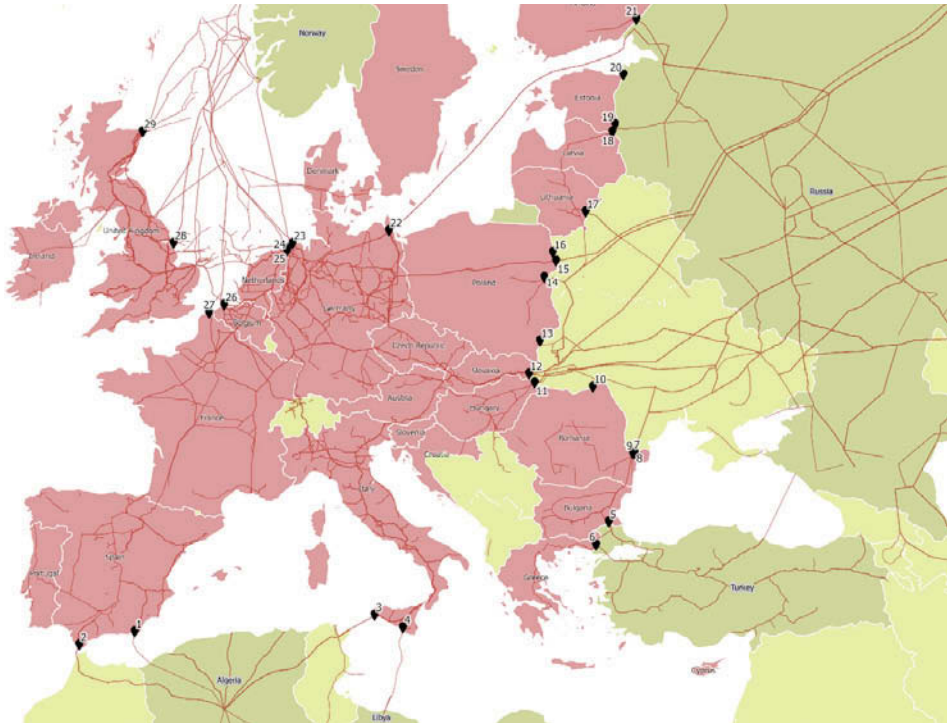 21
Norway
Sweden
20
Estonia
29
19
18
Latvia
Russia
Lithuania
17
Denmark
22
United Kingdom
28
23
24
25
16
15
Ireland
Netherlands
Poland
14
Germany
26
27
Belgium
13
Czech Republic
12
Slovakia
11
10
Austria
Hungary
France
Slovenia
Romania
Croatia
9
7
8
Italy
Bulgaria
5
6
Spain
Portugal
Greece
Turkey
3
4
1
2
Cyprus
Algeria
Libya